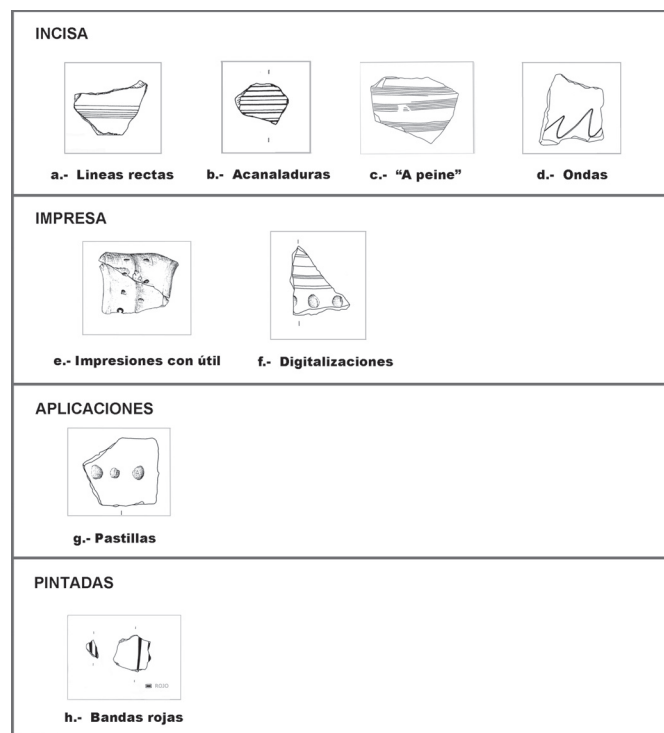 INCISA
a.- Lineas rectas
b.- Acanaladuras
c.- “A peine”
d.- Ondas
IMPRESA
e.- Impresiones con útil
f.- Digitalizaciones
APLICACIONES
g.- Pastillas
PINTADAS
ROJO
h.- Bandas rojas